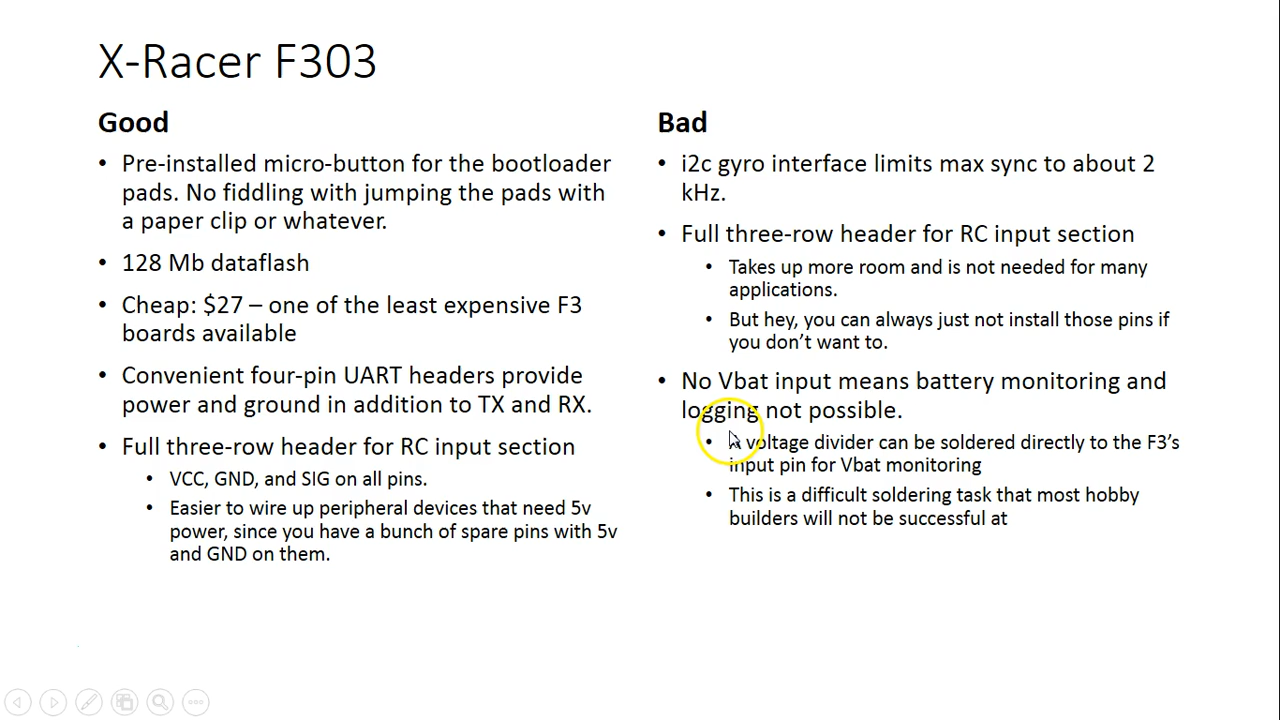 X-Racer F303
Good
• Pre-installed micro-button for the bootloader
pads. No fiddling with jumping the pads with
a paper clip or whatever.
• 128 Mb dataflash
• Cheap: $27 – one of the least expensive F3
boards available
• Convenient four-pin UART headers provide
power and ground in addition to TX and RX.
• Full three-row header for RC input section
• VCC, GND, and SIG on all pins.
• Easier to wire up peripheral devices that need 5v
power, since you have a bunch of spare pins with 5v
and GND on them.
Bad
• i2c gyro interface limits max sync to about 2
kHz.
• Full three-row header for RC input section
• Takes up more room and is not needed for many
applications.
• But hey, you can always just not install those pins if
you don’t want to.
• No Vbat input means battery monitoring and
logging not possible.
• A voltage divider can be soldered directly to the F3’s
input pin for Vbat monitoring
• This is a difficult soldering task that most hobby
builders will not be successful at